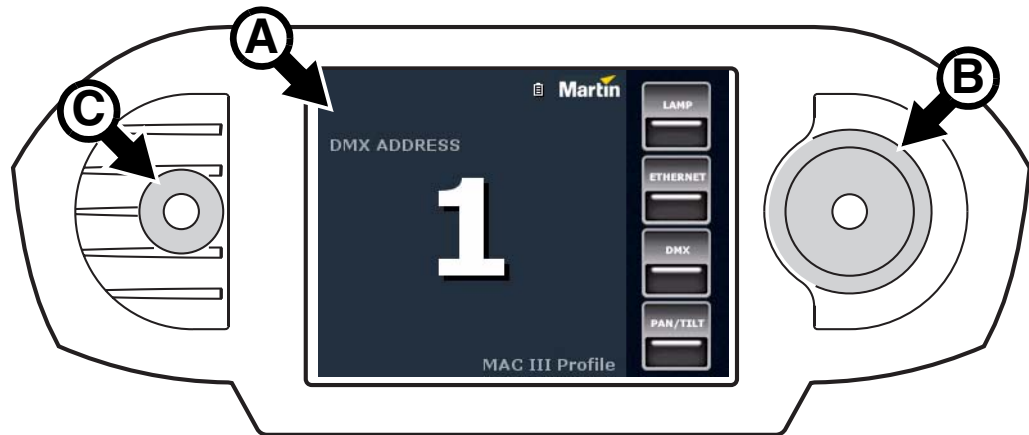 A
B
C
Martin
LAMP
DMX ADDRESS
ETHERNET
1
DMX
PAN/TILT
MAC III Profile